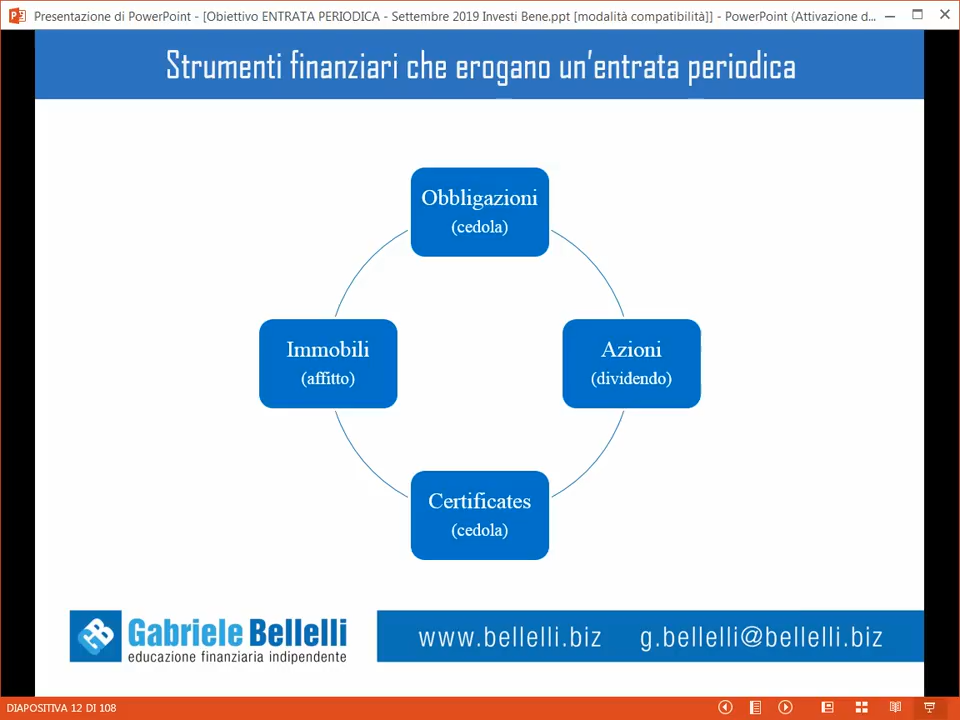 Presentazione di PowerPoint - [Obiettivo ENTRATA PERIODICA - Settembre 2019 Investi Bene.ppt [modalità compatibilità]] - PowerPoint (Attivazione d...
Strumenti finanziari che erogano un'entrata periodica
Obbligazioni
(cedola)
Immobili
(affitto)
Azioni
(dividendo)
Certificates
(cedola)
GB
Gabriele Bellelli
educazione finanziaria indipendente
www.bellelli.biz g.bellelli@bellelli.biz
DIAPOSITIVA 12 DI 108